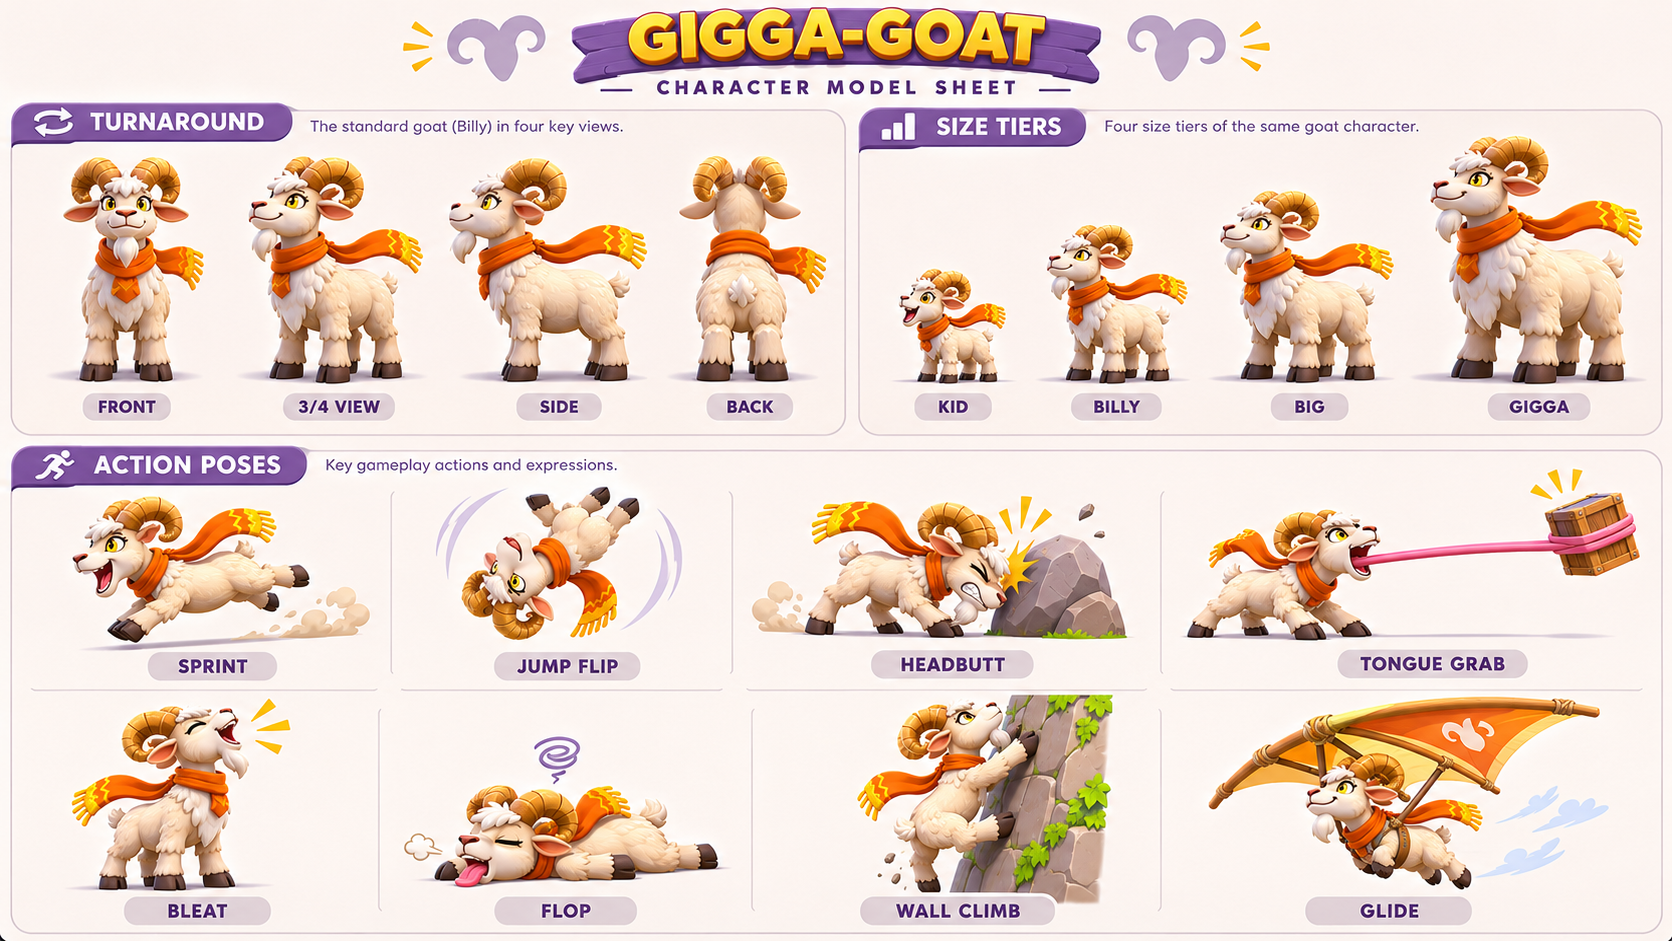 GIGGA-GOAT
CHARACTER MODEL SHEET
TURNAROUND
The standard goat (Billy) in four key views.
FRONT
3/4 VIEW
SIDE
BACK
SIZE TIERS
Four size tiers of the same goat character.
KID
BILLY
BIG
GIGGA
ACTION POSES
Key gameplay actions and expressions.
SPRINT
JUMP FLIP
HEADBUTT
TONGUE GRAB
BLEAT
FLOP
WALL CLIMB
GLIDE